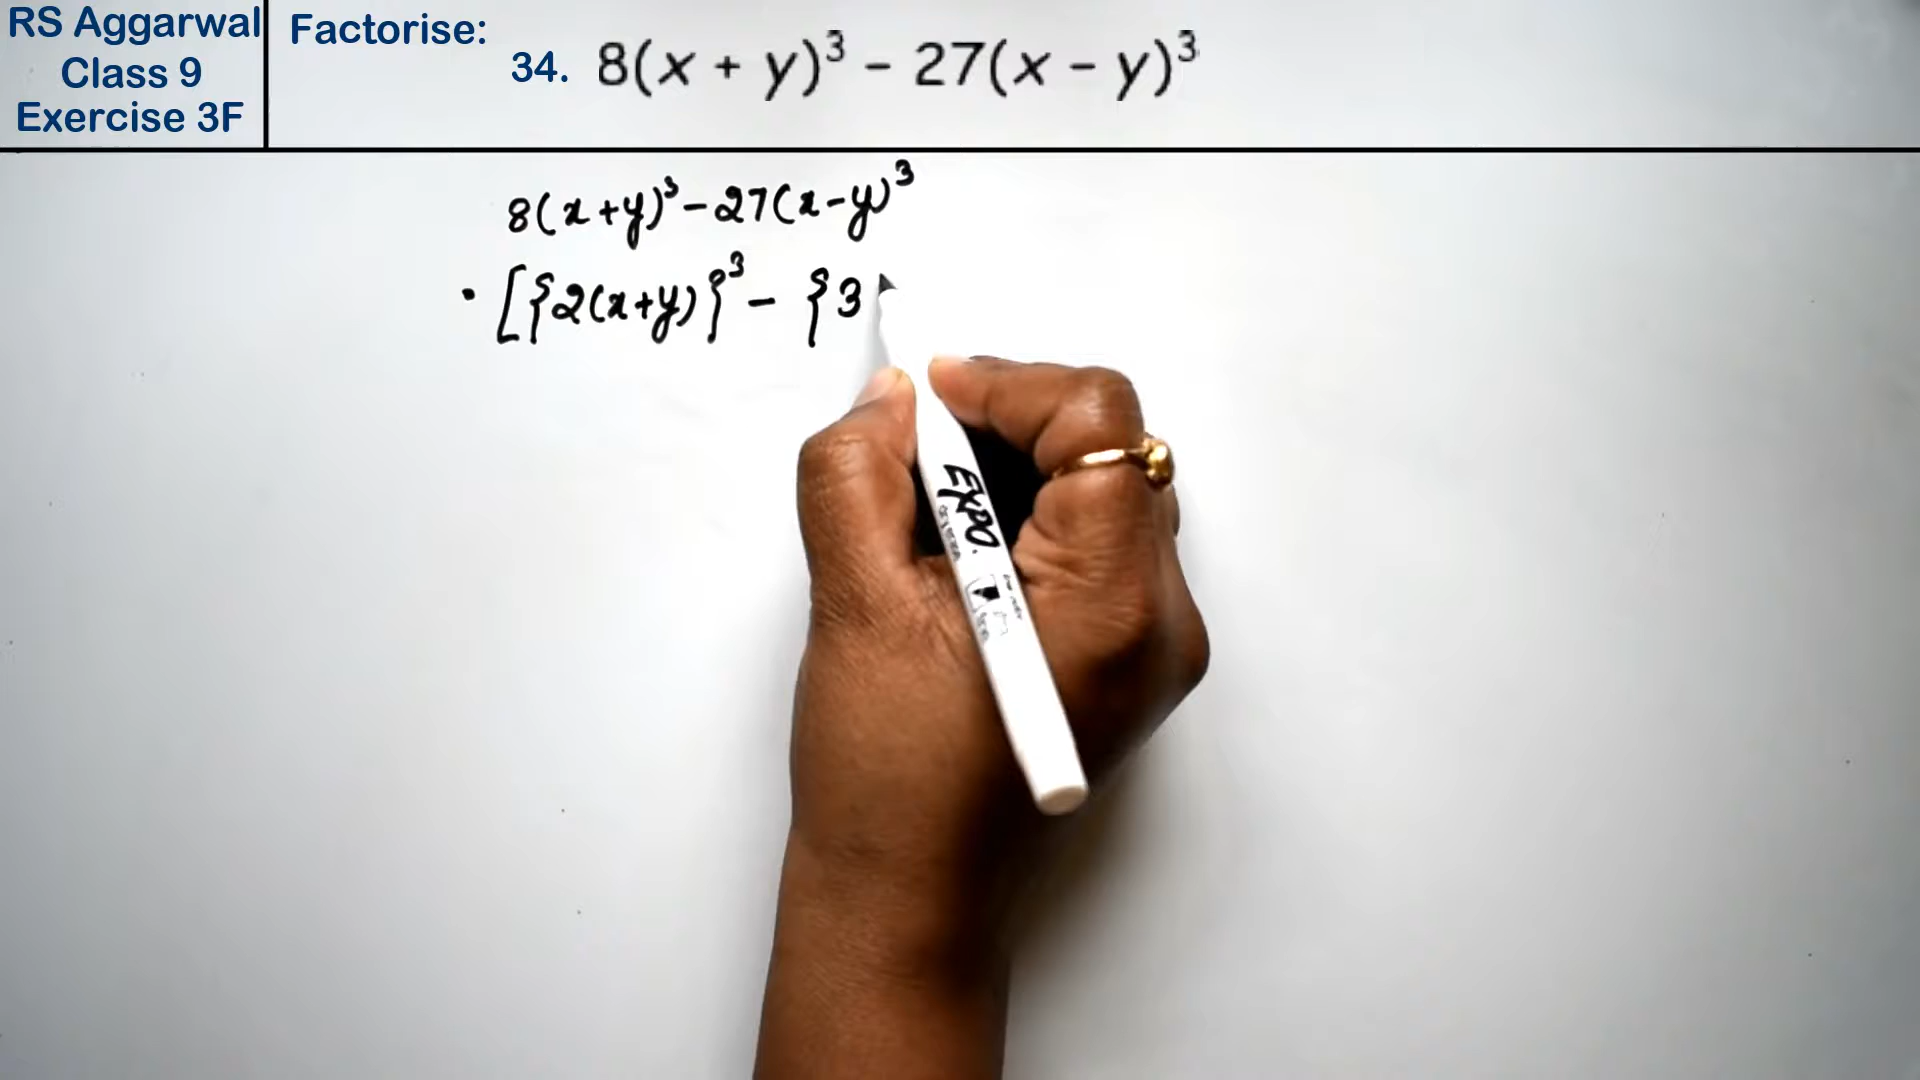 RS Aggarwal
Class 9
Exercise 3F
Factorise:
34. 8(x + y)³ − 27(x − y)³
8(x+y)³−27(x−y)³
[{2(x+y)}³− {3
Expo.